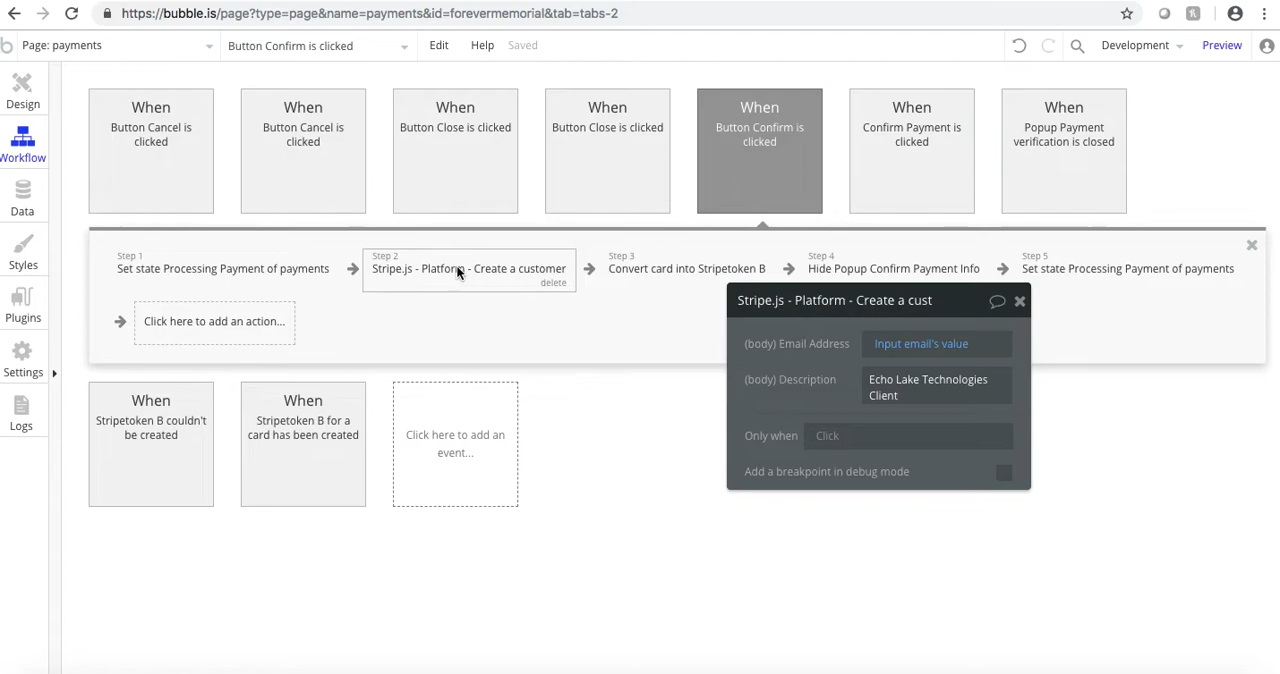 https://bubble.is/page?type=page&name=payments&id=forevermemorial&tab=tabs-2
Page: payments
Button Confirm is clicked
Edit
Help
Saved
Development
Preview
Design
Workflow
Data
Styles
Plugins
Settings
Logs
When
Button Cancel is
clicked
When
Button Cancel is
clicked
When
Button Close is clicked
When
Button Close is clicked
When
Button Confirm is
clicked
When
Confirm Payment is
clicked
When
Popup Payment
verification is closed
Step 1
Set state Processing Payment of payments
Step 2
Stripe.js - Platform - Create a customer
delete
Step 3
Convert card into Stripetoken B
Step 4
Hide Popup Confirm Payment Info
Step 5
Set state Processing Payment of payments
Click here to add an action...
Stripe.js - Platform - Create a cust
(body) Email Address
Input email's value
(body) Description
Echo Lake Technologies
Client
Only when
Click
Add a breakpoint in debug mode
When
Stripetoken B couldn't
be created
When
Stripetoken B for a
card has been created
Click here to add an
event...